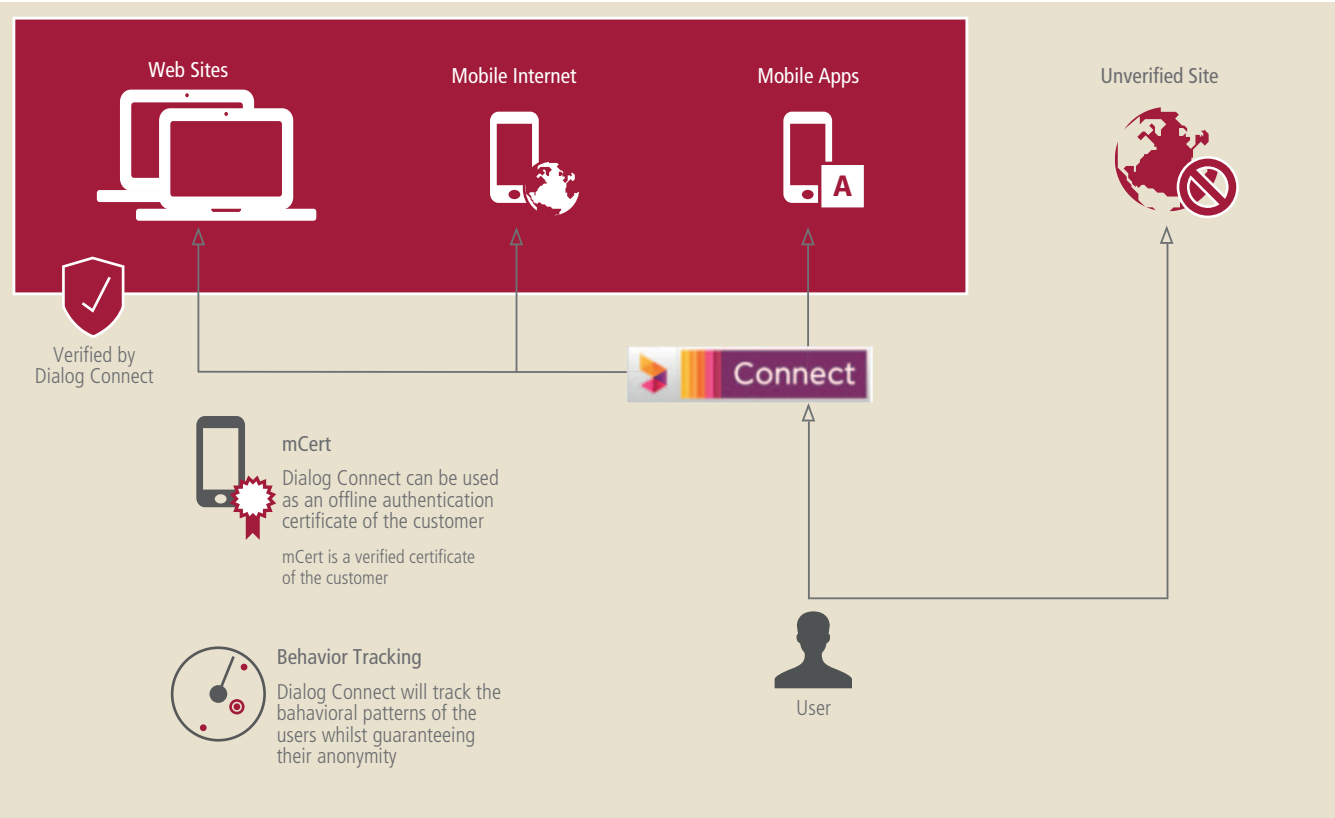 Web Sites
Mobile Internet
Mobile Apps
Unverified Site
A
Verified by
Dialog Connect
Connect
mCert
Dialog Connect can be used
as an offline authentication
certificate of the customer
mCert is a verified certificate
of the customer
Behavior Tracking
Dialog Connect will track the
bahavioral patterns of the
users whilst guaranteeing
their anonymity
User